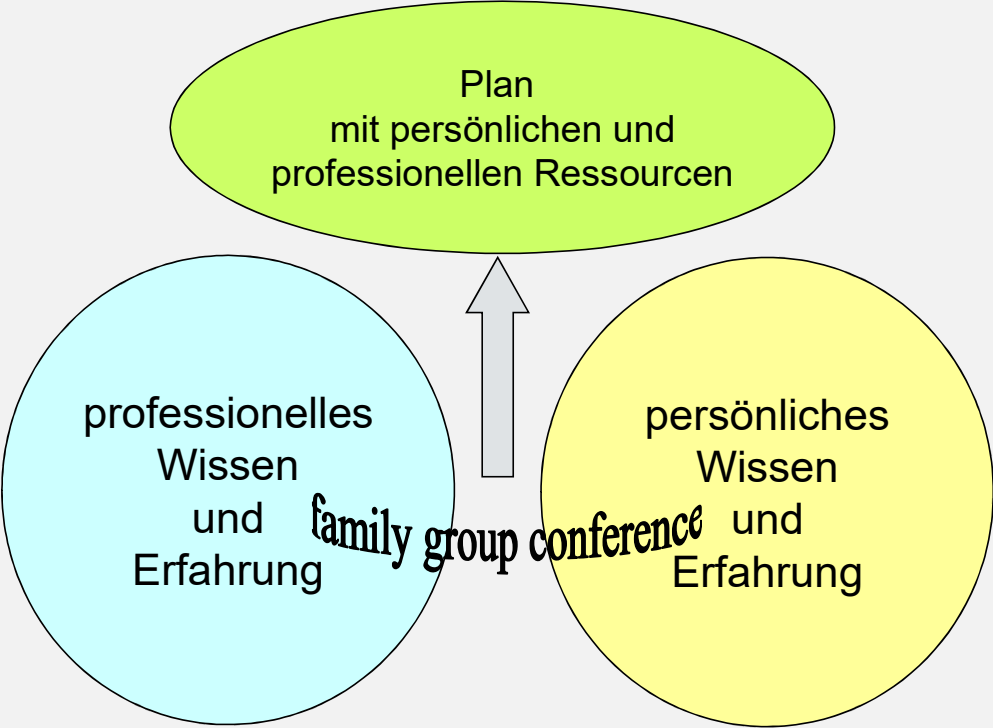 Plan
mit persönlichen und
professionellen Ressourcen
professionelles
Wissen
und
Erfahrung
family group conference
persönliches
Wissen
und
Erfahrung